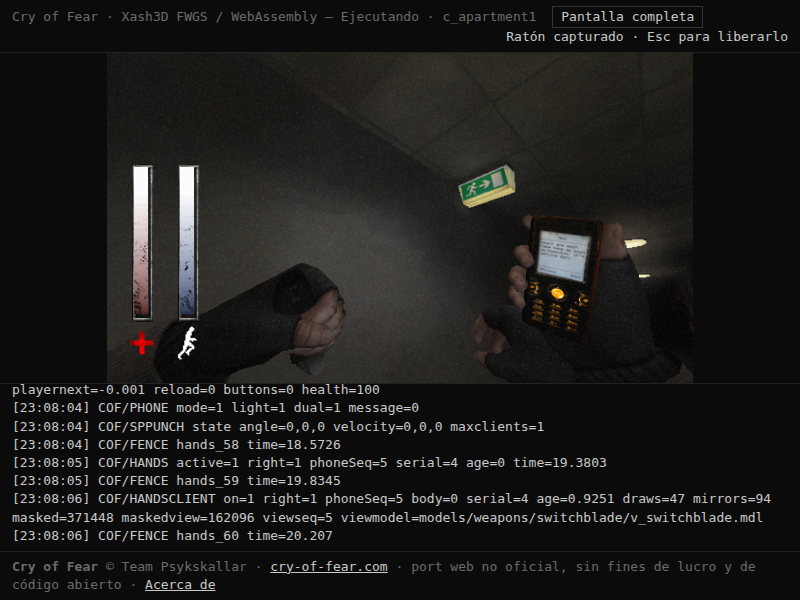 Cry of Fear · Xash3D FWGS / WebAssembly — Ejecutando · c_apartment1 Pantalla completa
Ratón capturado · Esc para liberarlo
playernext=-0.001 reload=0 buttons=0 health=100
[23:08:04] COF/PHONE mode=1 light=1 dual=1 message=0
[23:08:04] COF/SPPUNCH state angle=0,0,0 velocity=0,0,0 maxclients=1
[23:08:04] COF/FENCE hands_58 time=18.5726
[23:08:05] COF/HANDS active=1 right=1 phoneSeq=5 serial=4 age=0 time=19.3803
[23:08:05] COF/FENCE hands_59 time=19.8345
[23:08:06] COF/HANDSCLIENT on=1 right=1 phoneSeq=5 body=0 serial=4 age=0.9251 draws=47 mirrors=94
masked=371448 maskedview=162096 viewseq=5 viewmodel=models/weapons/switchblade/v_switchblade.mdl
[23:08:06] COF/FENCE hands_60 time=20.207
Cry of Fear © Team Psykskallar · cry-of-fear.com · port web no oficial, sin fines de lucro y de
código abierto · Acerca de